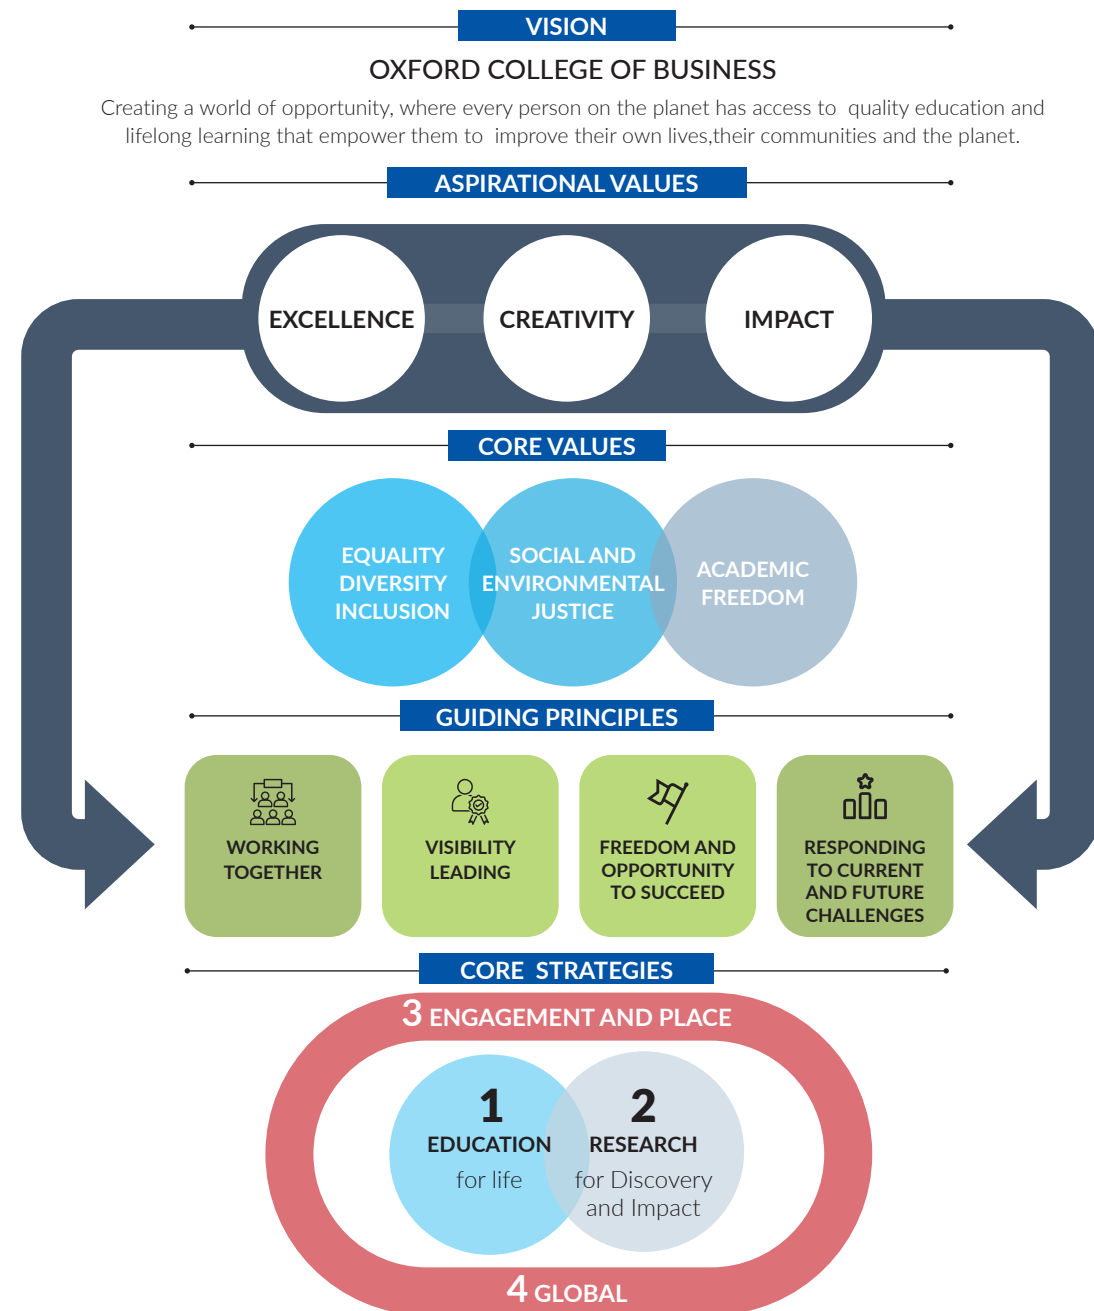 VISION
OXFORD COLLEGE OF BUSINESS
Creating a world of opportunity, where every person on the planet has access to quality education and
lifelong learning that empower them to improve their own lives,their communities and the planet.
ASPIRATIONAL VALUES
EXCELLENCE
CREATIVITY
IMPACT
CORE VALUES
EQUALITY
DIVERSITY
INCLUSION
SOCIAL AND
ENVIRONMENTAL
JUSTICE
ACADEMIC
FREEDOM
GUIDING PRINCIPLES
WORKING
TOGETHER
VISIBILITY
LEADING
FREEDOM AND
OPPORTUNITY
TO SUCCEED
RESPONDING
TO CURRENT
AND FUTURE
CHALLENGES
CORE STRATEGIES
3 ENGAGEMENT AND PLACE
1
EDUCATION
for life
2
RESEARCH
for Discovery
and Impact
4 GLOBAL